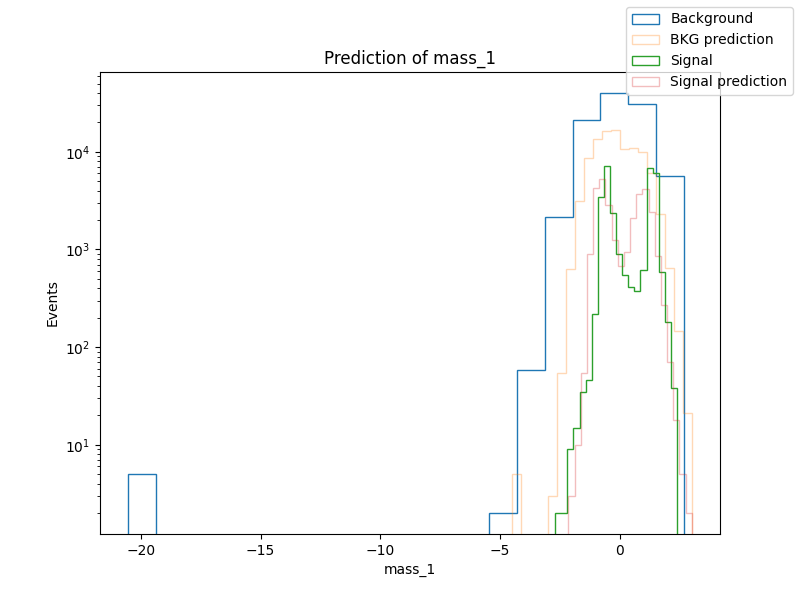 Prediction of mass_1
Background
BKG prediction
Signal
Signal prediction
Events
10⁴
10³
10²
10¹
−20
−15
−10
−5
0
mass_1